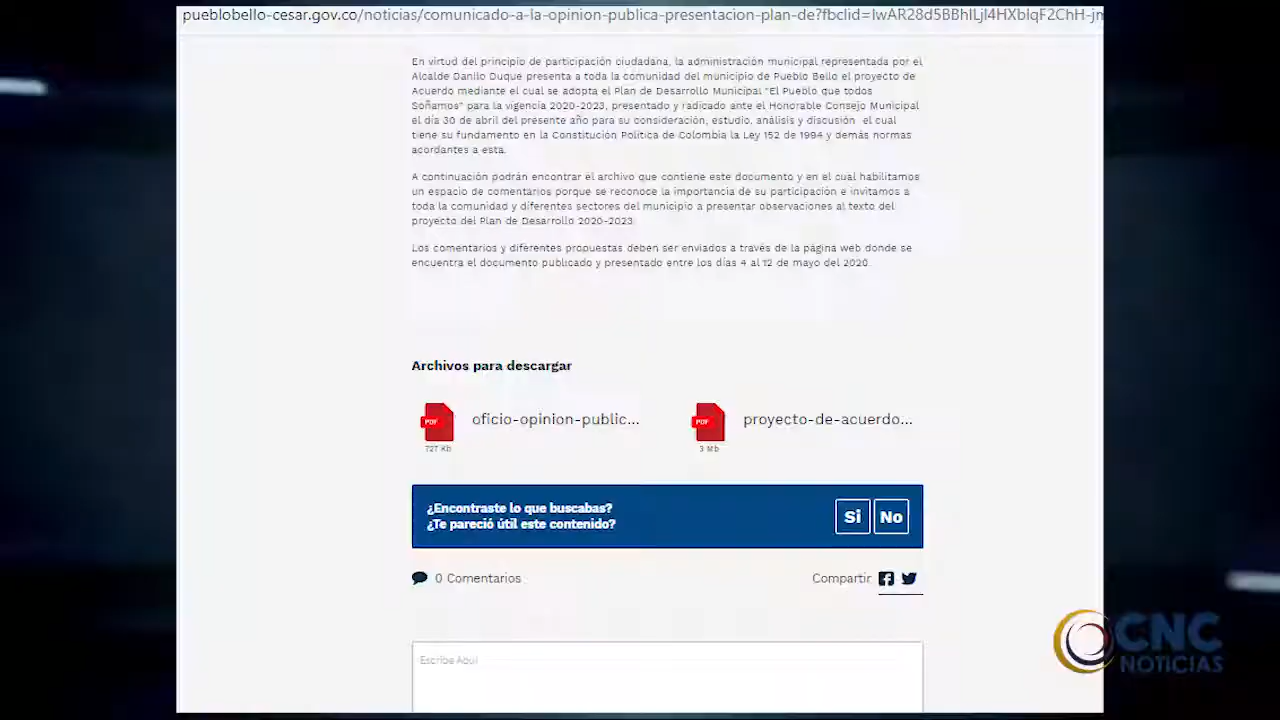 pueblobello-cesar.gov.co/noticias/comunicado-a-la-opinion-publica-presentacion-plan-de?fbclid=IwAR28d5BBhlLjI4HXblqF2ChH-jn
En virtud del principio de participación ciudadana, la administración municipal representada por el
Alcalde Danilo Duque presenta a toda la comunidad del municipio de Pueblo Bello el proyecto de
Acuerdo mediante el cual se adopta el Plan de Desarrollo Municipal "El Pueblo que todos
Soñamos" para la vigencia 2020-2023, presentado y radicado ante el Honorable Consejo Municipal
el día 30 de abril del presente año para su consideración, estudio, análisis y discusión el cual
tiene su fundamento en la Constitución Política de Colombia la Ley 152 de 1994 y demás normas
acordantes a esta.
A continuación podrán encontrar el archivo que contiene este documento y en el cual habilitamos
un espacio de comentarios porque se reconoce la importancia de su participación e invitamos a
toda la comunidad y diferentes sectores del municipio a presentar observaciones al texto del
proyecto del Plan de Desarrollo 2020-2023.
Los comentarios y diferentes propuestas deben ser enviados a través de la página web donde se
encuentra el documento publicado y presentado entre los días 4 al 12 de mayo del 2020.
Archivos para descargar
PDF oficio-opinion-public... PDF proyecto-de-acuerdo...
727 Kb 3 Mb
¿Encontraste lo que buscabas?
¿Te pareció útil este contenido?
Si No
0 Comentarios Compartir
Escribe Aquí
CNC
NOTICIAS